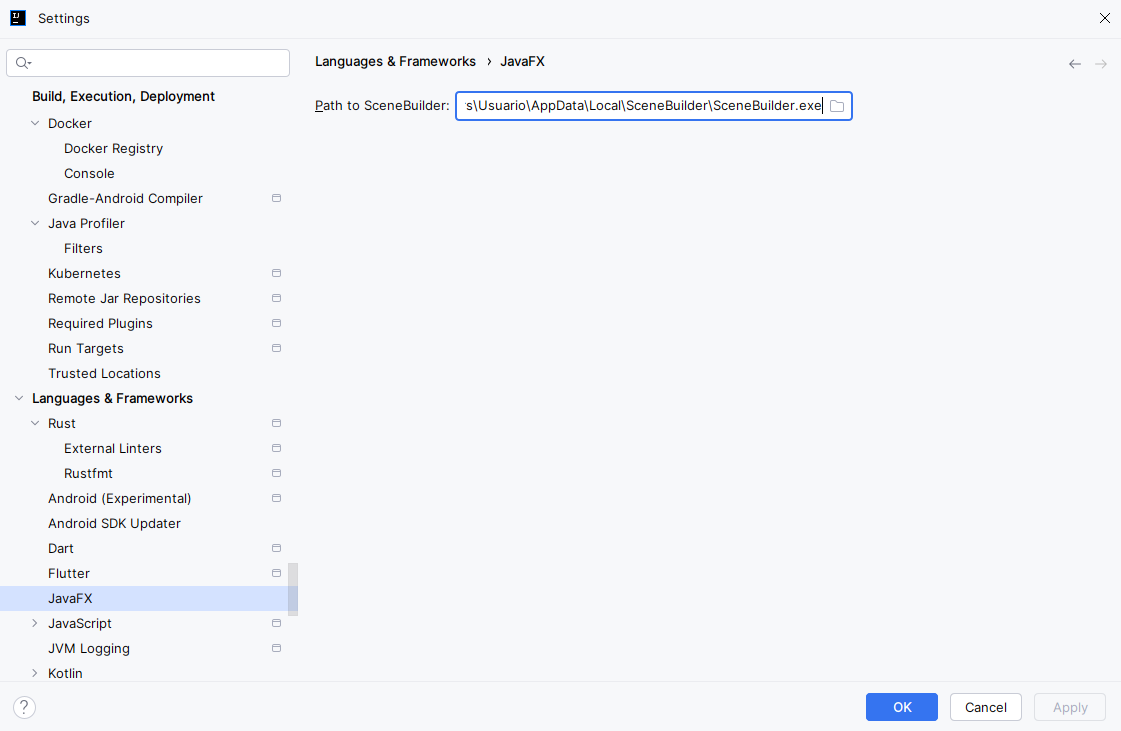 Settings
Build, Execution, Deployment
Docker
Docker Registry
Console
Gradle-Android Compiler
Java Profiler
Filters
Kubernetes
Remote Jar Repositories
Required Plugins
Run Targets
Trusted Locations
Languages & Frameworks
Rust
External Linters
Rustfmt
Android (Experimental)
Android SDK Updater
Dart
Flutter
JavaFX
JavaScript
JVM Logging
Kotlin
Languages & Frameworks › JavaFX
Path to SceneBuilder: s\Usuario\AppData\Local\SceneBuilder\SceneBuilder.exe
?
OK Cancel Apply